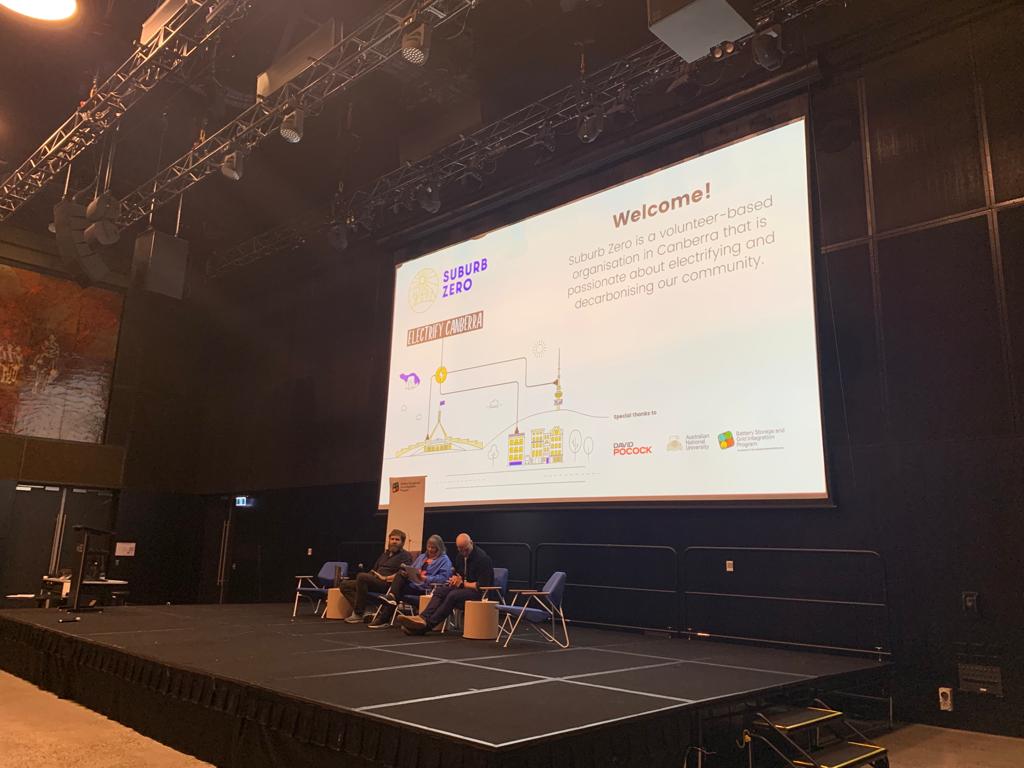 Welcome!
Suburb Zero is a volunteer-based
organisation in Canberra that is
passionate about electrifying and
decarbonising our community.
SUBURB
ZERO
ELECTRIFY CANBERRA
special thanks to
DAVID
POCOCK
Australian
National
University
Battery Storage and
Grid Integration
Program